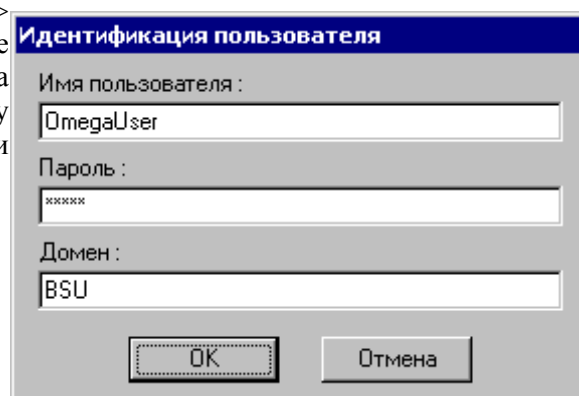 >
е
а
у
и
Идентификация пользователя
Имя пользователя :
OmegaUser
Пароль :
*****
Домен :
BSU
OK
Отмена